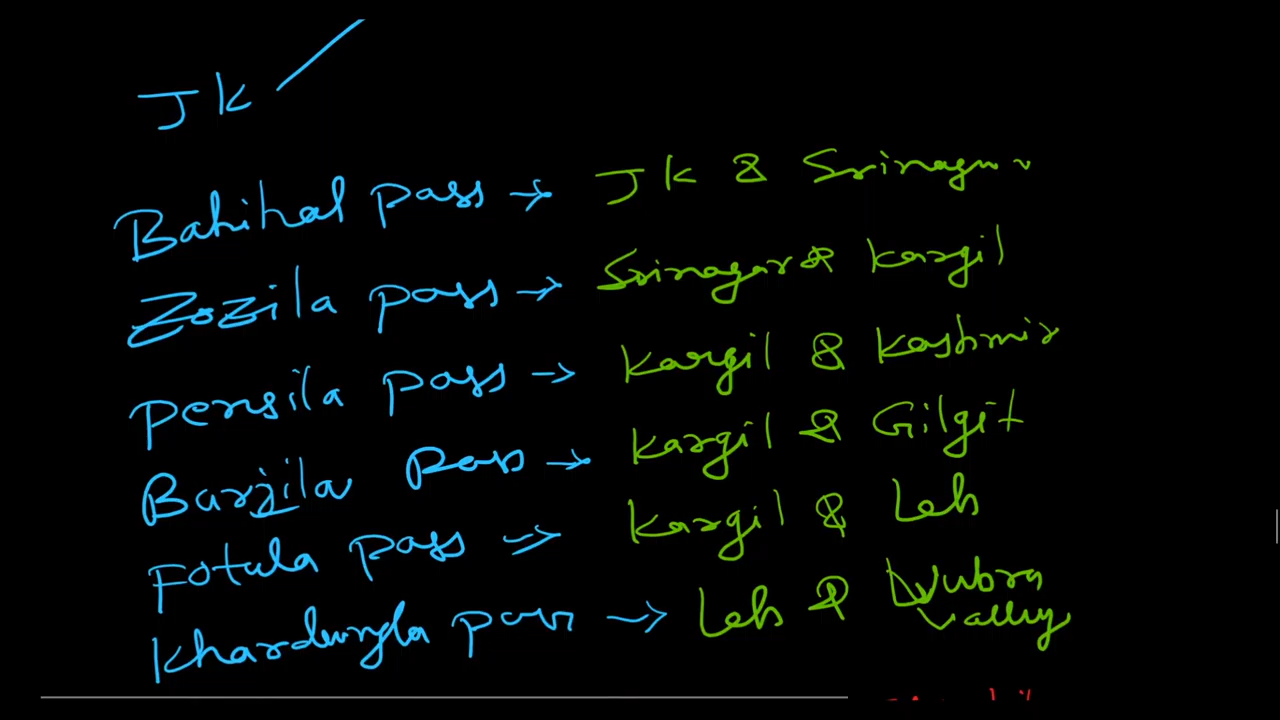 JK
Bahihal pass → JK & Srinagar
Zozila pass → Srinagar & Kargil
Pensila pass → Kargil & Kashmir
Barzila Pass → Kargil & Gilgit
Fotula pass → Kargil & Leh
Khardungla pass → Leh & Nubra
Valley